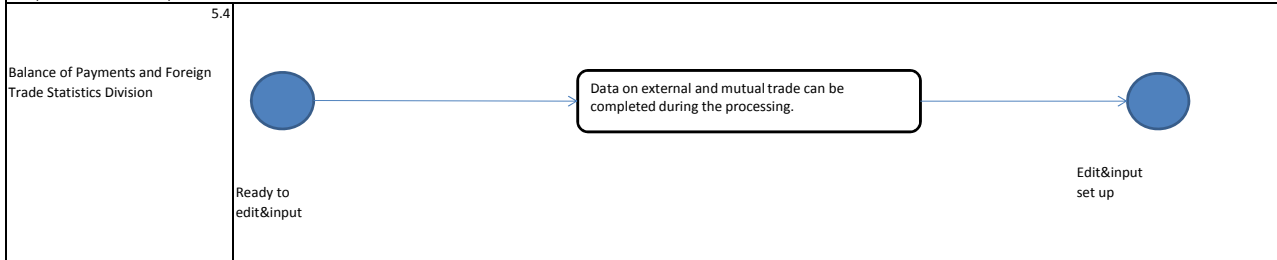 5.4
Balance of Payments and Foreign
Trade Statistics Division
Data on external and mutual trade can be
completed during the processing.
Ready to
edit&input
Edit&input
set up